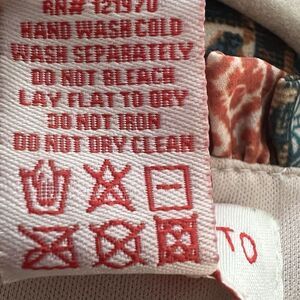 RN# 121970
HAND WASH COLD
WASH SEPARATELY
DO NOT BLEACH
LAY FLAT TO DRY
DO NOT IRON
DO NOT DRY CLEAN
TO